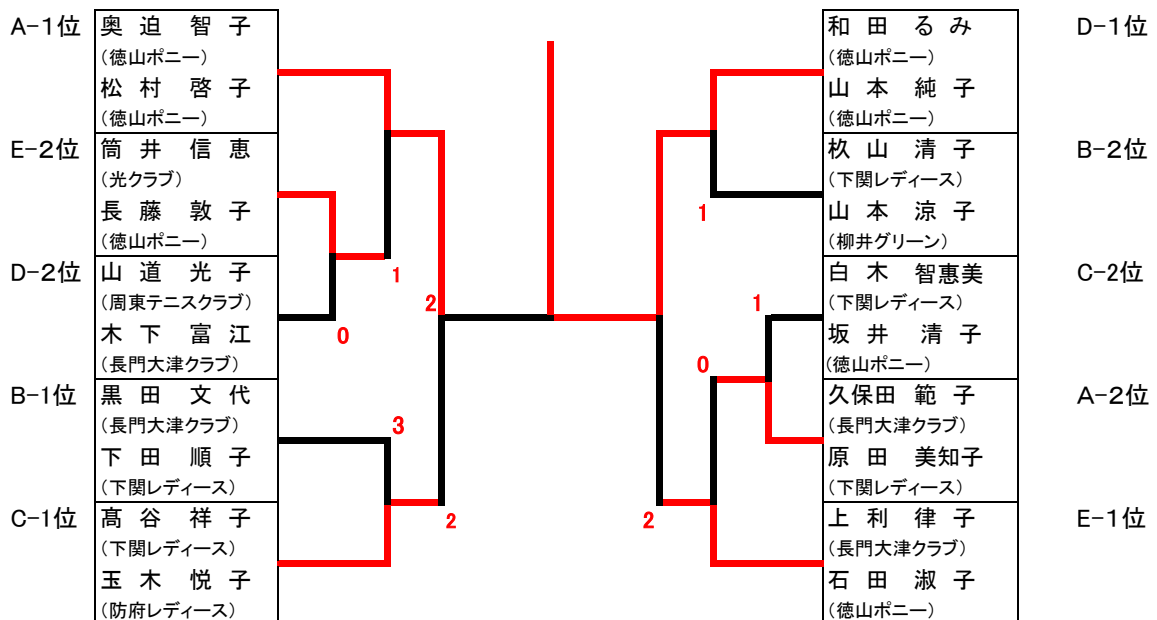 A-1位
奥 迫 智 子
(徳山ポニー)
松 村 啓 子
(徳山ポニー)
E-2位
筒 井 信 恵
(光クラブ)
長 藤 敦 子
(徳山ポニー)
D-2位
山 道 光 子
(周東テニスクラブ)
木 下 富 江
(長門大津クラブ)
B-1位
黒 田 文 代
(長門大津クラブ)
下 田 順 子
(下関レディース)
C-1位
髙 谷 祥 子
(下関レディース)
玉 木 悦 子
(防府レディース)
1
0
2
3
2
和 田 る み
(徳山ポニー)
山 本 純 子
(徳山ポニー)
D-1位
杦 山 清 子
(下関レディース)
山 本 涼 子
(柳井グリーン)
B-2位
白 木 智恵美
(下関レディース)
坂 井 清 子
(徳山ポニー)
C-2位
久保田 範 子
(長門大津クラブ)
原 田 美知子
(下関レディース)
A-2位
上 利 律 子
(長門大津クラブ)
石 田 淑 子
(徳山ポニー)
E-1位
1
1
0
2